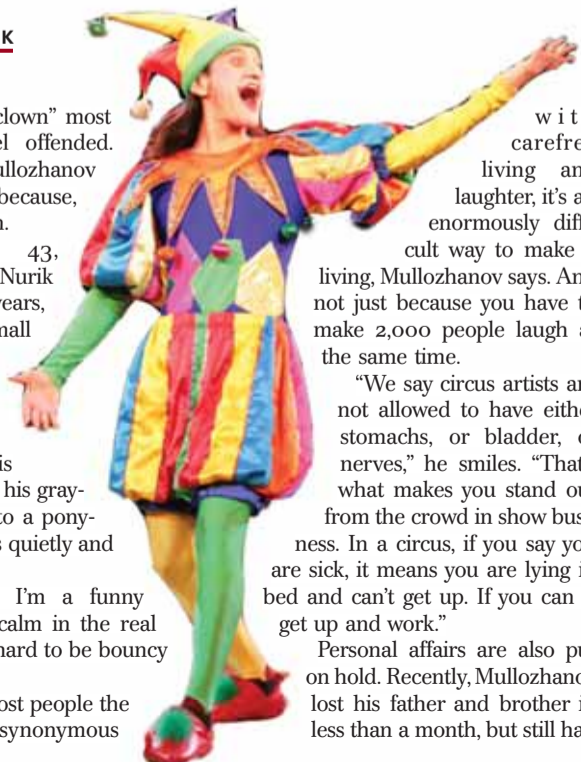 K
clown” most
el offended.
ullozhanov
because,
n.
43,
Nurik
years,
mall
is
his gray-
to a pony-
s quietly and
I'm a funny
calm in the real
hard to be bouncy
ost people the
synonymous
wit
carefre
living an
laughter, it's a
enormously diff
cult way to make
living, Mullozhanov says. An
not just because you have t
make 2,000 people laugh a
the same time.
“We say circus artists ar
not allowed to have eithe
stomachs, or bladder, o
nerves,” he smiles. “That
what makes you stand ou
from the crowd in show bus
ness. In a circus, if you say yo
are sick, it means you are lying i
bed and can't get up. If you can
get up and work.”
Personal affairs are also pu
on hold. Recently, Mullozhano
lost his father and brother i
less than a month, but still ha